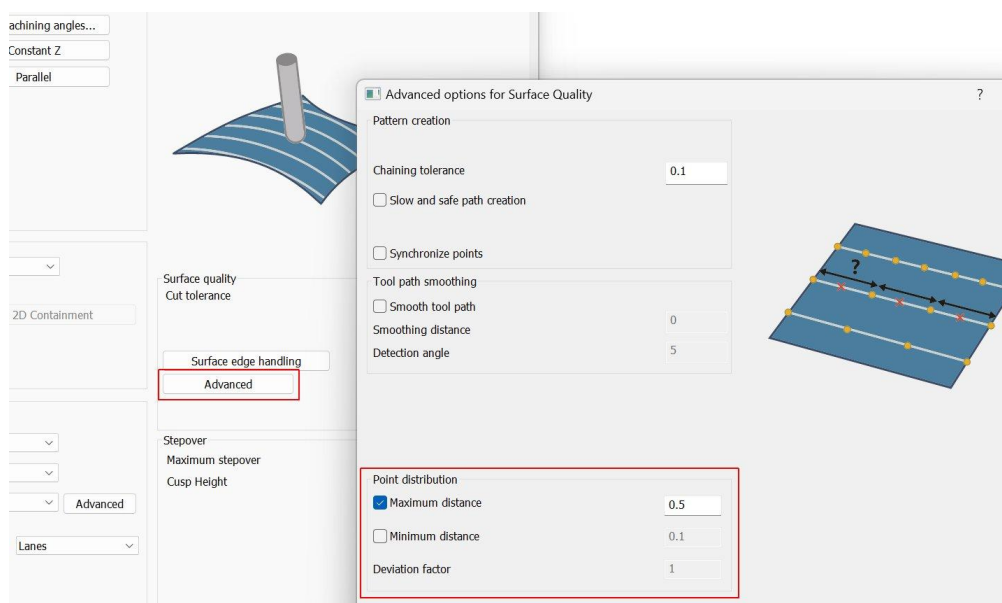 achining angles...
Constant Z
Parallel
2D Containment
Advanced
Lanes
Surface quality
Cut tolerance
Surface edge handling
Advanced
Stepover
Maximum stepover
Cusp Height
Advanced options for Surface Quality ?
Pattern creation
Chaining tolerance 0.1
Slow and safe path creation
Synchronize points
Tool path smoothing
Smooth tool path
Smoothing distance 0
Detection angle 5
?
Point distribution
Maximum distance 0.5
Minimum distance 0.1
Deviation factor 1